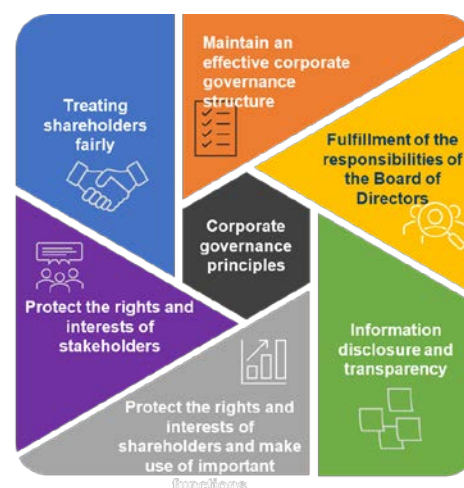 Maintain an
effective corporate
governance
structure
Treating
shareholders
fairly
Fulfillment of the
responsibilities of
the Board of
Directors
Corporate
governance
principles
Protect the rights and
interests of
stakeholders
Information
disclosure and
transparency
Protect the rights and
interests of
shareholders and make
use of important
functions